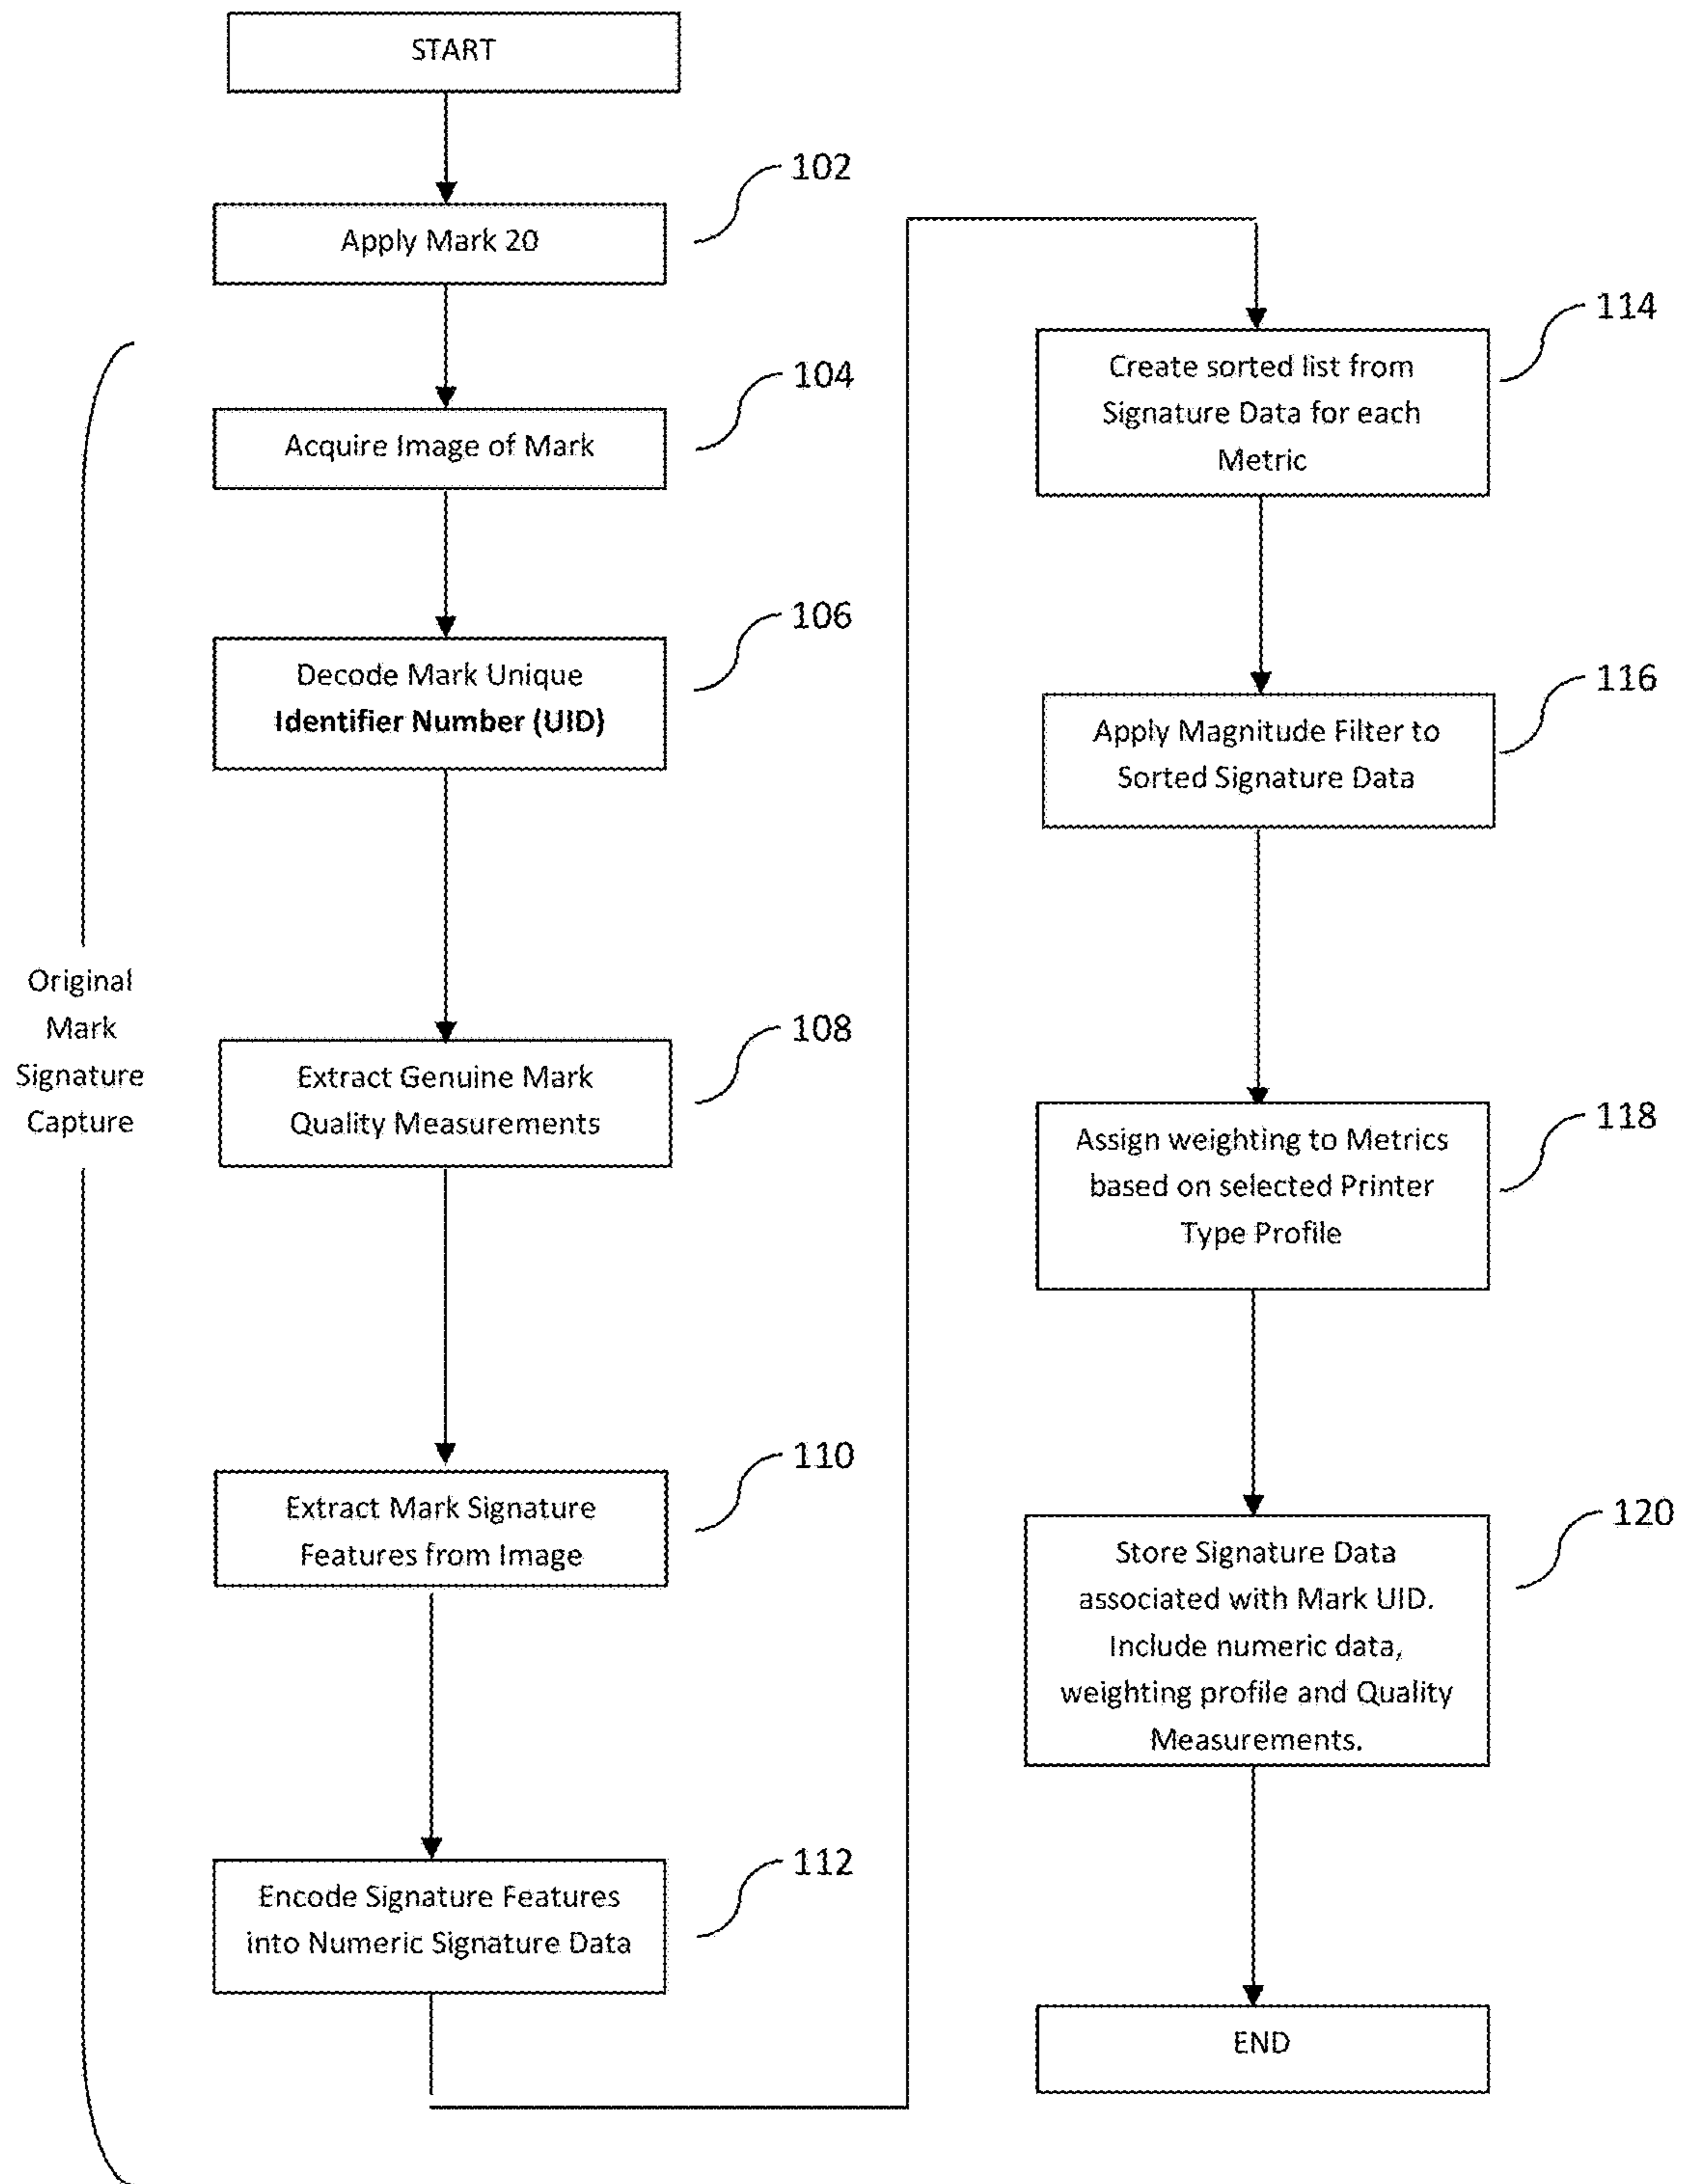 START
102
Apply Mark 20
104
Acquire Image of Mark
106
Decode Mark Unique
Identifier Number (UID)
Original
Mark
Signature
Capture
108
Extract Genuine Mark
Quality Measurements
110
Extract Mark Signature
Features from Image
112
Encode Signature Features
into Numeric Signature Data
114
Create sorted list from
Signature Data for each
Metric
116
Apply Magnitude Filter to
Sorted Signature Data
118
Assign weighting to Metrics
based on selected Printer
Type Profile
120
Store Signature Data
associated with Mark UID.
Include numeric data,
weighting profile and Quality
Measurements.
END